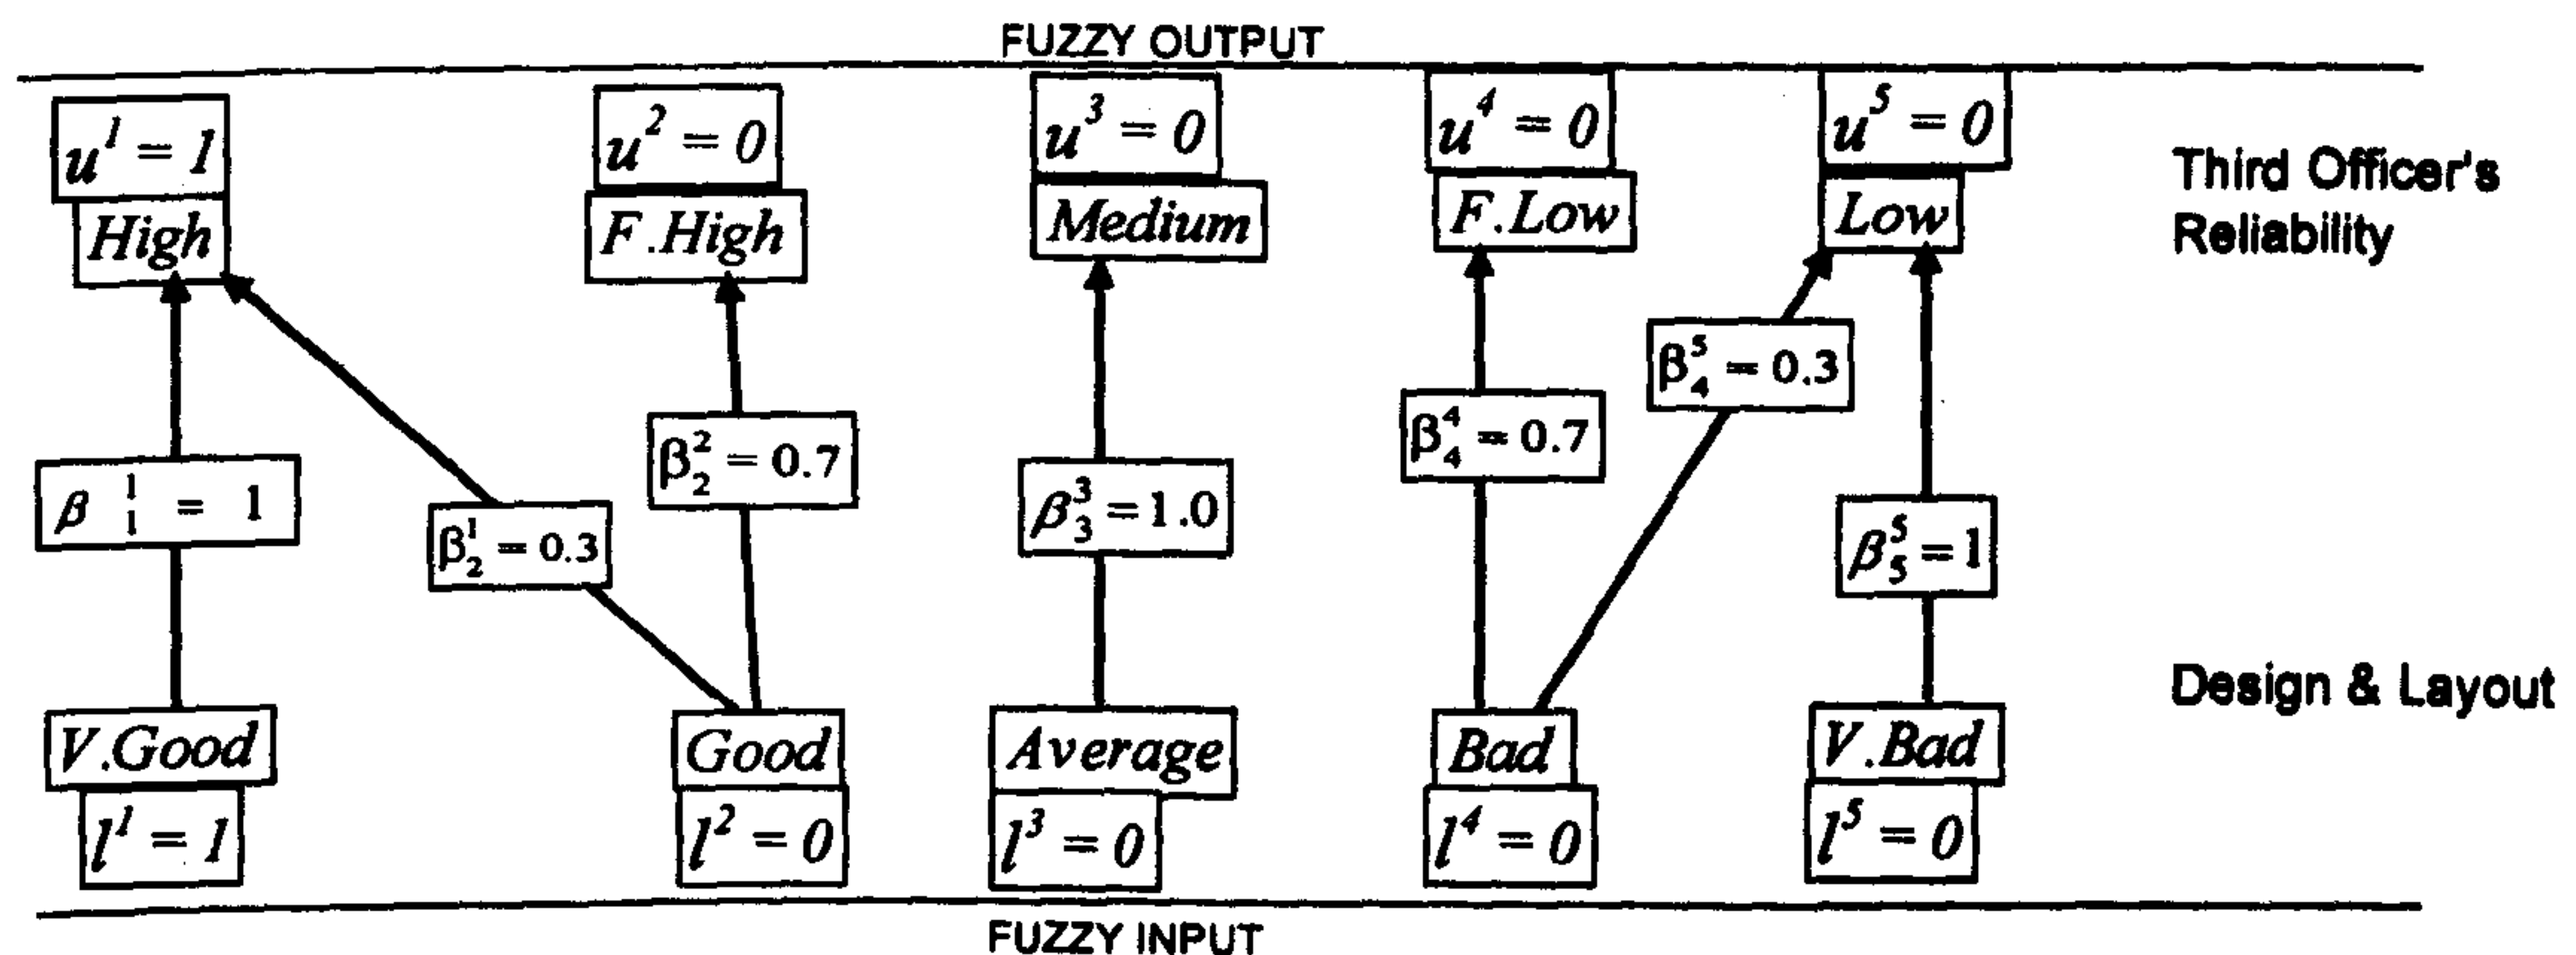 FUZZY OUTPUT
u¹ = 1
u² = 0
u³ = 0
u⁴ = 0
u⁵ = 0
High
F.High
Medium
F.Low
Low
Third Officer's
Reliability
β₁¹ = 1
β₂¹ = 0.3
β₂² = 0.7
β₃³ = 1.0
β₄⁴ = 0.7
β₄⁵ = 0.3
β₅⁵ = 1
Design & Layout
V.Good
Good
Average
Bad
V.Bad
l¹ = 1
l² = 0
l³ = 0
l⁴ = 0
l⁵ = 0
FUZZY INPUT